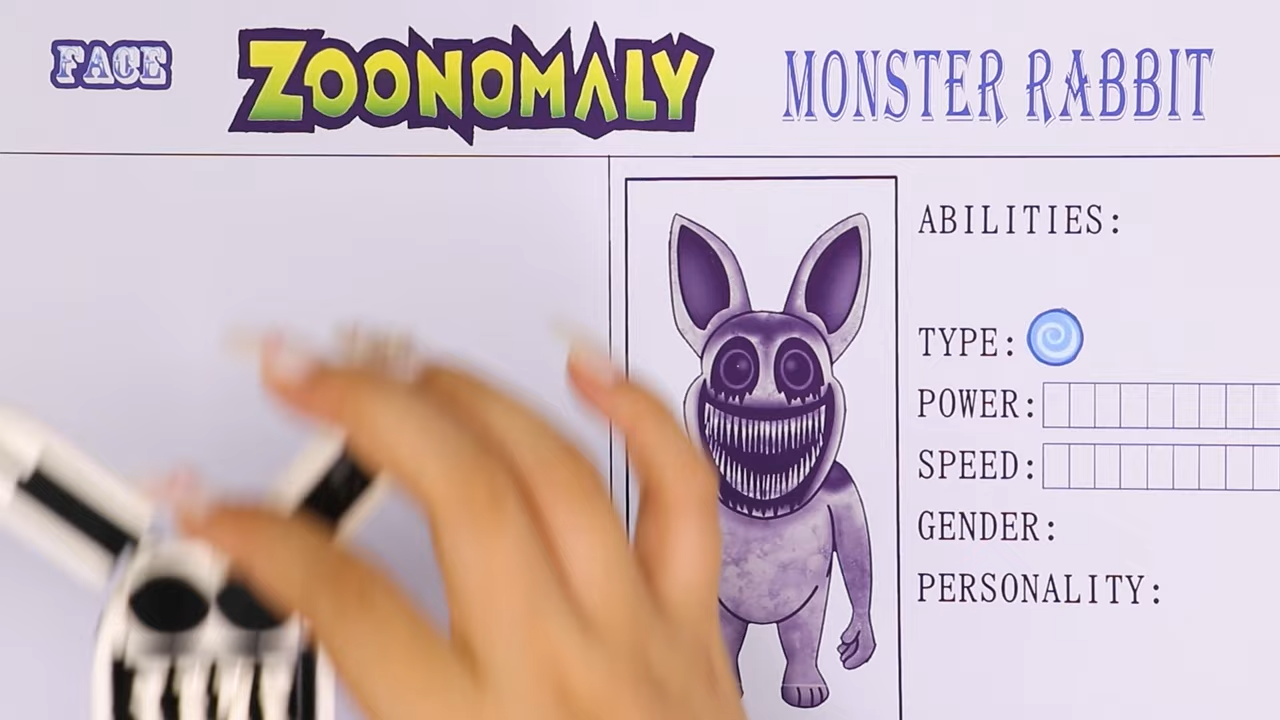 FACE
ZOONOMALY
MONSTER RABBIT
ABILITIES:
TYPE:
POWER:
SPEED:
GENDER:
PERSONALITY: